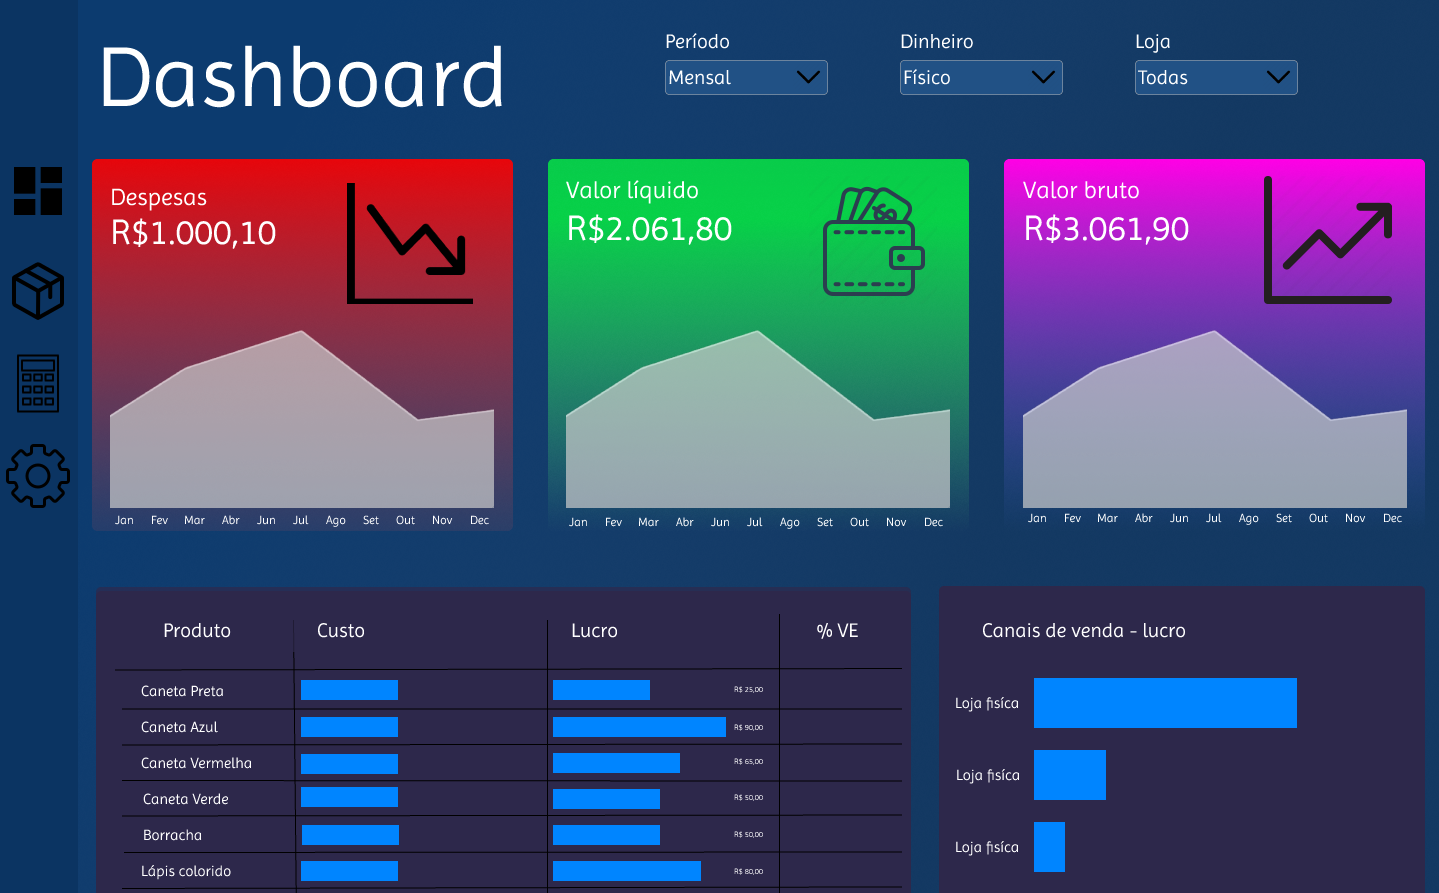 Dashboard
Período
Dinheiro
Loja
Mensal
Físico
Todas
Despesas
R$1.000,10
Valor líquido
R$2.061,80
Valor bruto
R$3.061,90
Jan Fev Mar Abr Jun Jul Ago Set Out Nov Dec
Jan Fev Mar Abr Jun Jul Ago Set Out Nov Dec
Jan Fev Mar Abr Jun Jul Ago Set Out Nov Dec
Produto Custo Lucro % VE
Caneta Preta R$ 25,00
Caneta Azul R$ 90,00
Caneta Vermelha R$ 65,00
Caneta Verde R$ 50,00
Borracha R$ 50,00
Lápis colorido R$ 80,00
Canais de venda - lucro
Loja fisíca
Loja fisíca
Loja fisíca